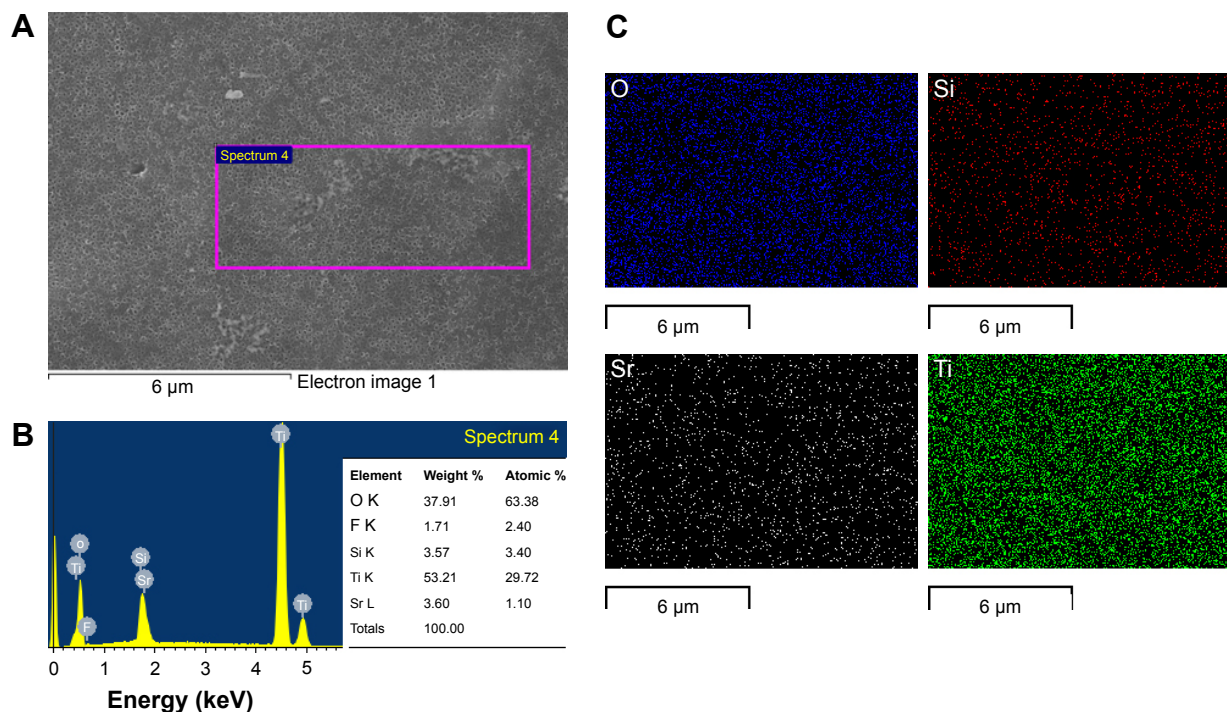 A
Spectrum 4
6 µm
Electron image 1
B
Spectrum 4
Ti
O
Ti
F
Si
Sr
Ti
Element Weight % Atomic %
O K 37.91 63.38
F K 1.71 2.40
Si K 3.57 3.40
Ti K 53.21 29.72
Sr L 3.60 1.10
Totals 100.00
0 1 2 3 4 5
Energy (keV)
C
O
Si
6 µm
6 µm
Sr
Ti
6 µm
6 µm